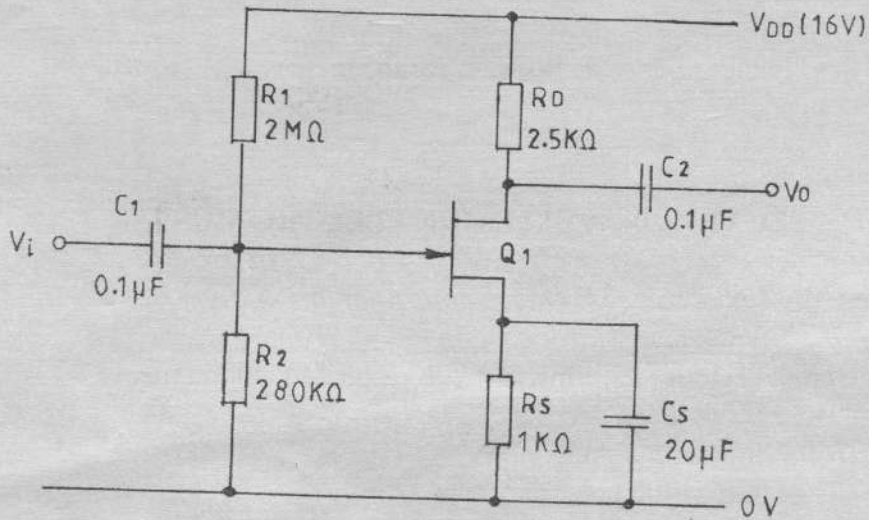 VDD(16V)
R1
2MΩ
RD
2.5KΩ
C2
Vo
0.1µF
C1
Vi
0.1µF
Q1
R2
280KΩ
RS
1KΩ
CS
20µF
0V